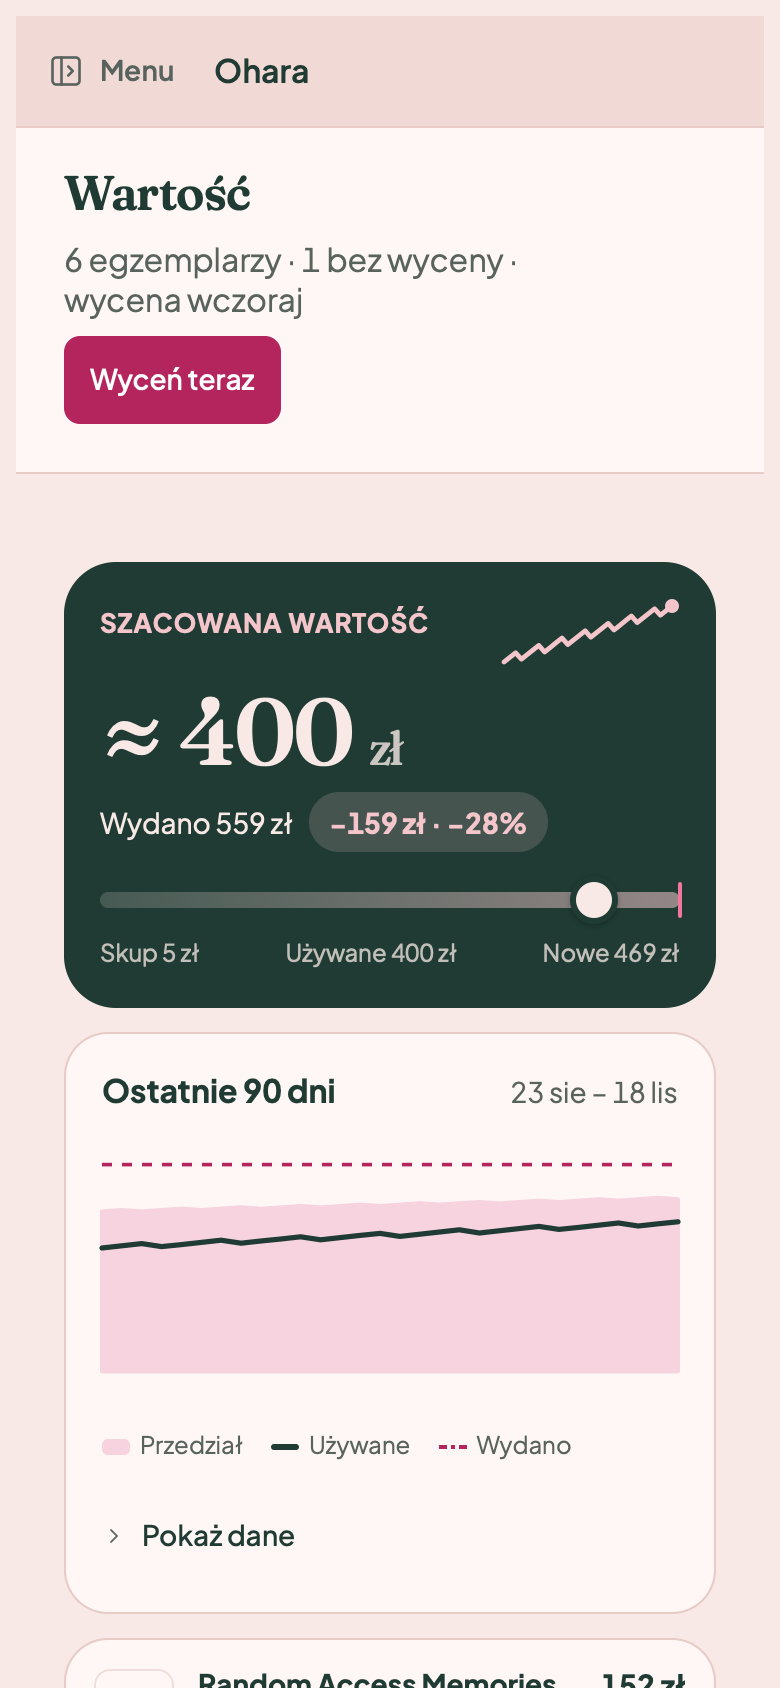 Menu Ohara
Wartość
6 egzemplarzy · 1 bez wyceny ·
wycena wczoraj
Wyceń teraz
SZACOWANA WARTOŚĆ
≈ 400 zł
Wydano 559 zł −159 zł · −28%
Skup 5 zł Używane 400 zł Nowe 469 zł
Ostatnie 90 dni 23 sie – 18 lis
Przedział Używane Wydano
Pokaż dane
Random Access Memories 152 zł